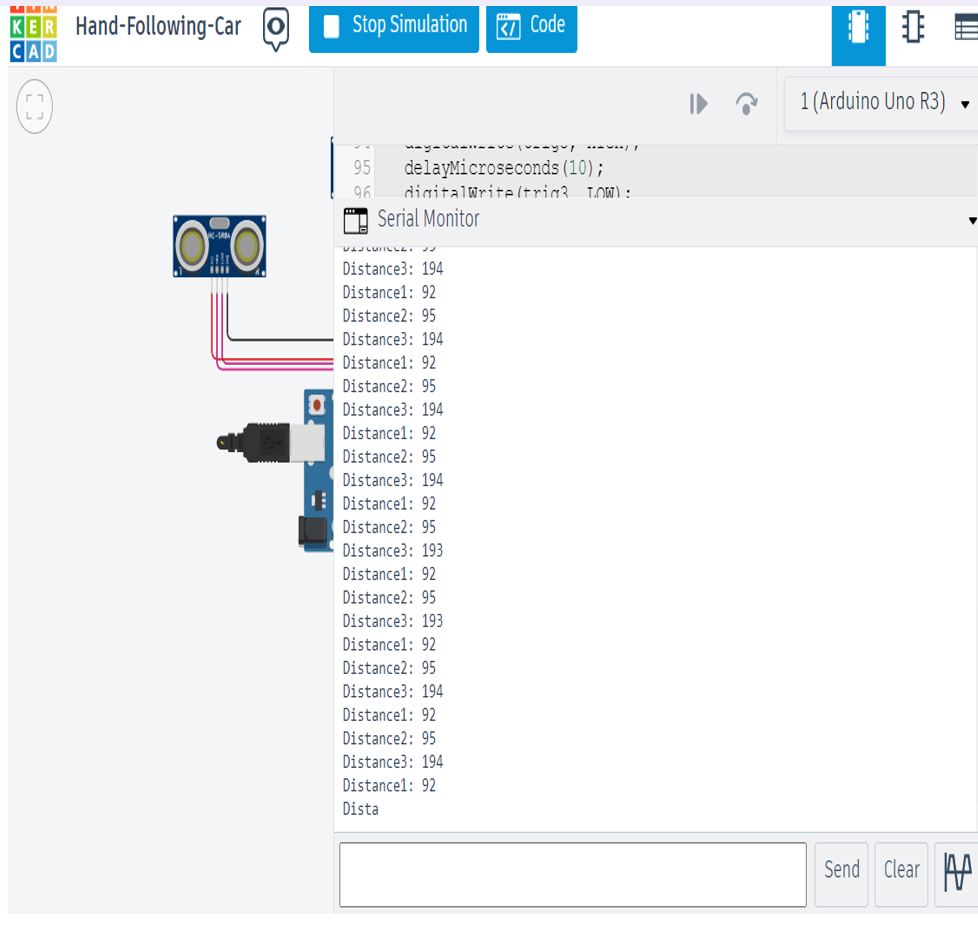 KER
CAD
Hand-Following-Car
Stop Simulation
Code
1 (Arduino Uno R3)
95 delayMicroseconds(10);
96 digitalWrite(trig3, LOW);
Serial Monitor
HC-SR04
Distance2: 95
Distance3: 194
Distance1: 92
Distance2: 95
Distance3: 194
Distance1: 92
Distance2: 95
Distance3: 194
Distance1: 92
Distance2: 95
Distance3: 194
Distance1: 92
Distance2: 95
Distance3: 193
Distance1: 92
Distance2: 95
Distance3: 193
Distance1: 92
Distance2: 95
Distance3: 194
Distance1: 92
Distance2: 95
Distance3: 194
Distance1: 92
Dista
Send
Clear